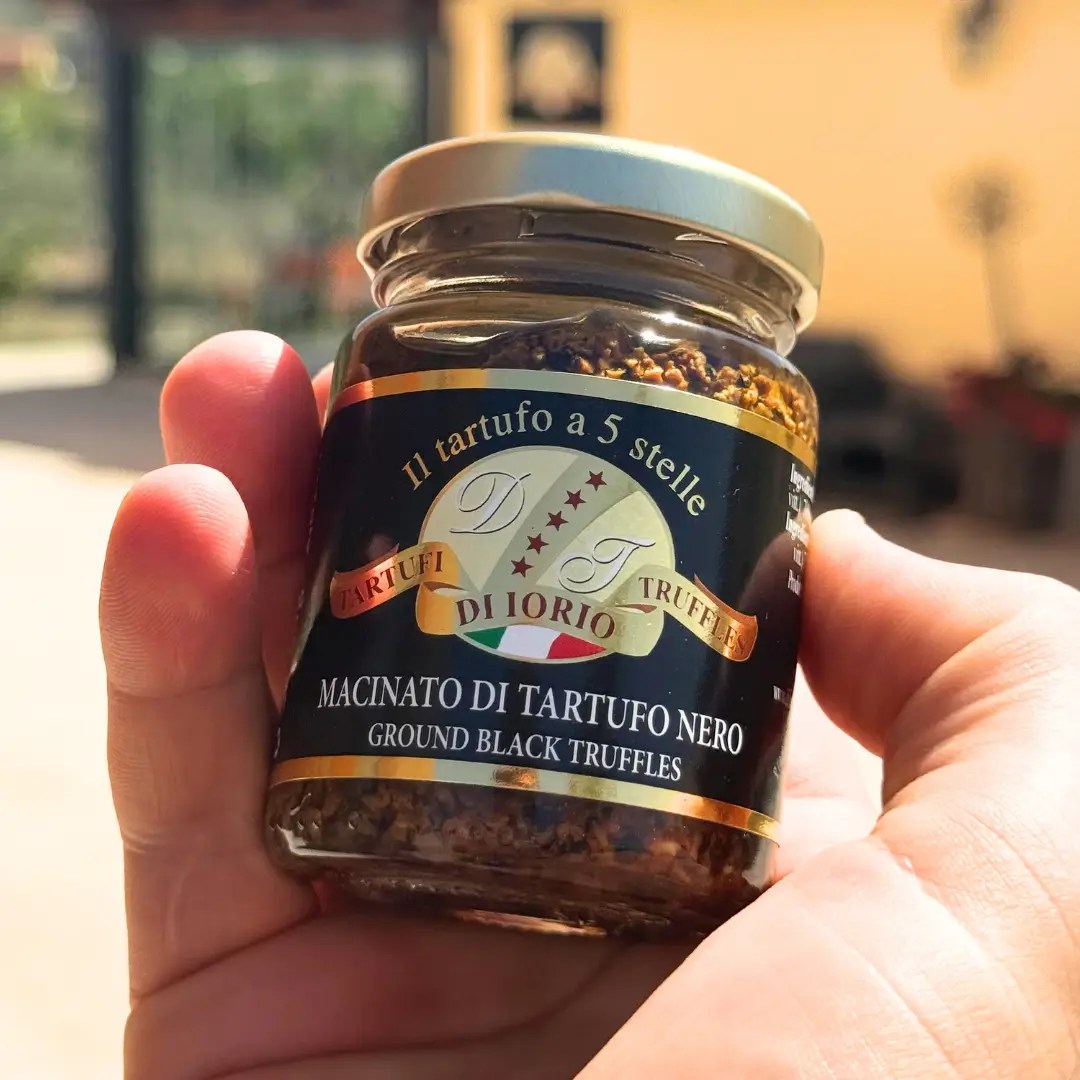 Il tartufo a 5 stelle
D T
TARTUFI DI IORIO TRUFFLES
MACINATO DI TARTUFO NERO
GROUND BLACK TRUFFLES